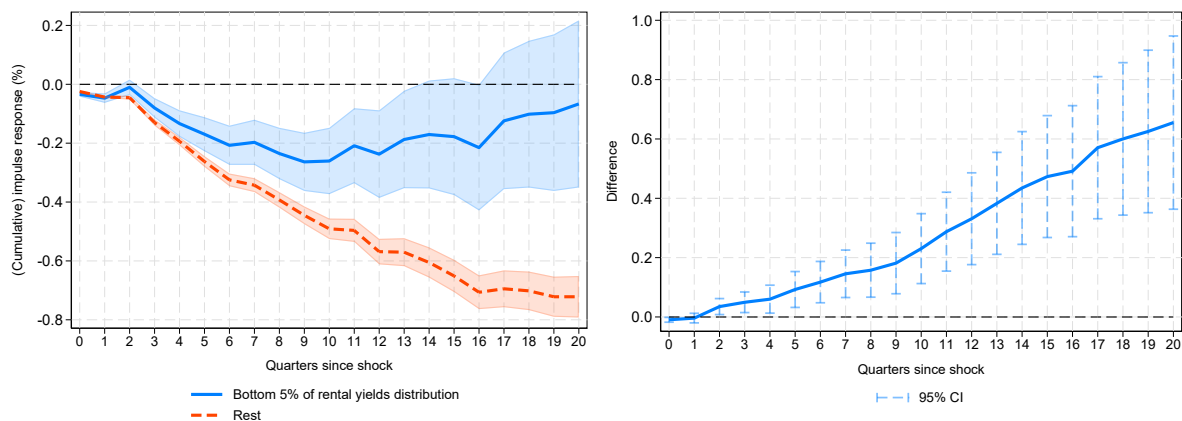 (Cumulative) impulse response (%)
0.2
0.0
-0.2
-0.4
-0.6
-0.8
0 1 2 3 4 5 6 7 8 9 10 11 12 13 14 15 16 17 18 19 20
Quarters since shock
Bottom 5% of rental yields distribution
Rest
Difference
1.0
0.8
0.6
0.4
0.2
0.0
0 1 2 3 4 5 6 7 8 9 10 11 12 13 14 15 16 17 18 19 20
Quarters since shock
95% CI